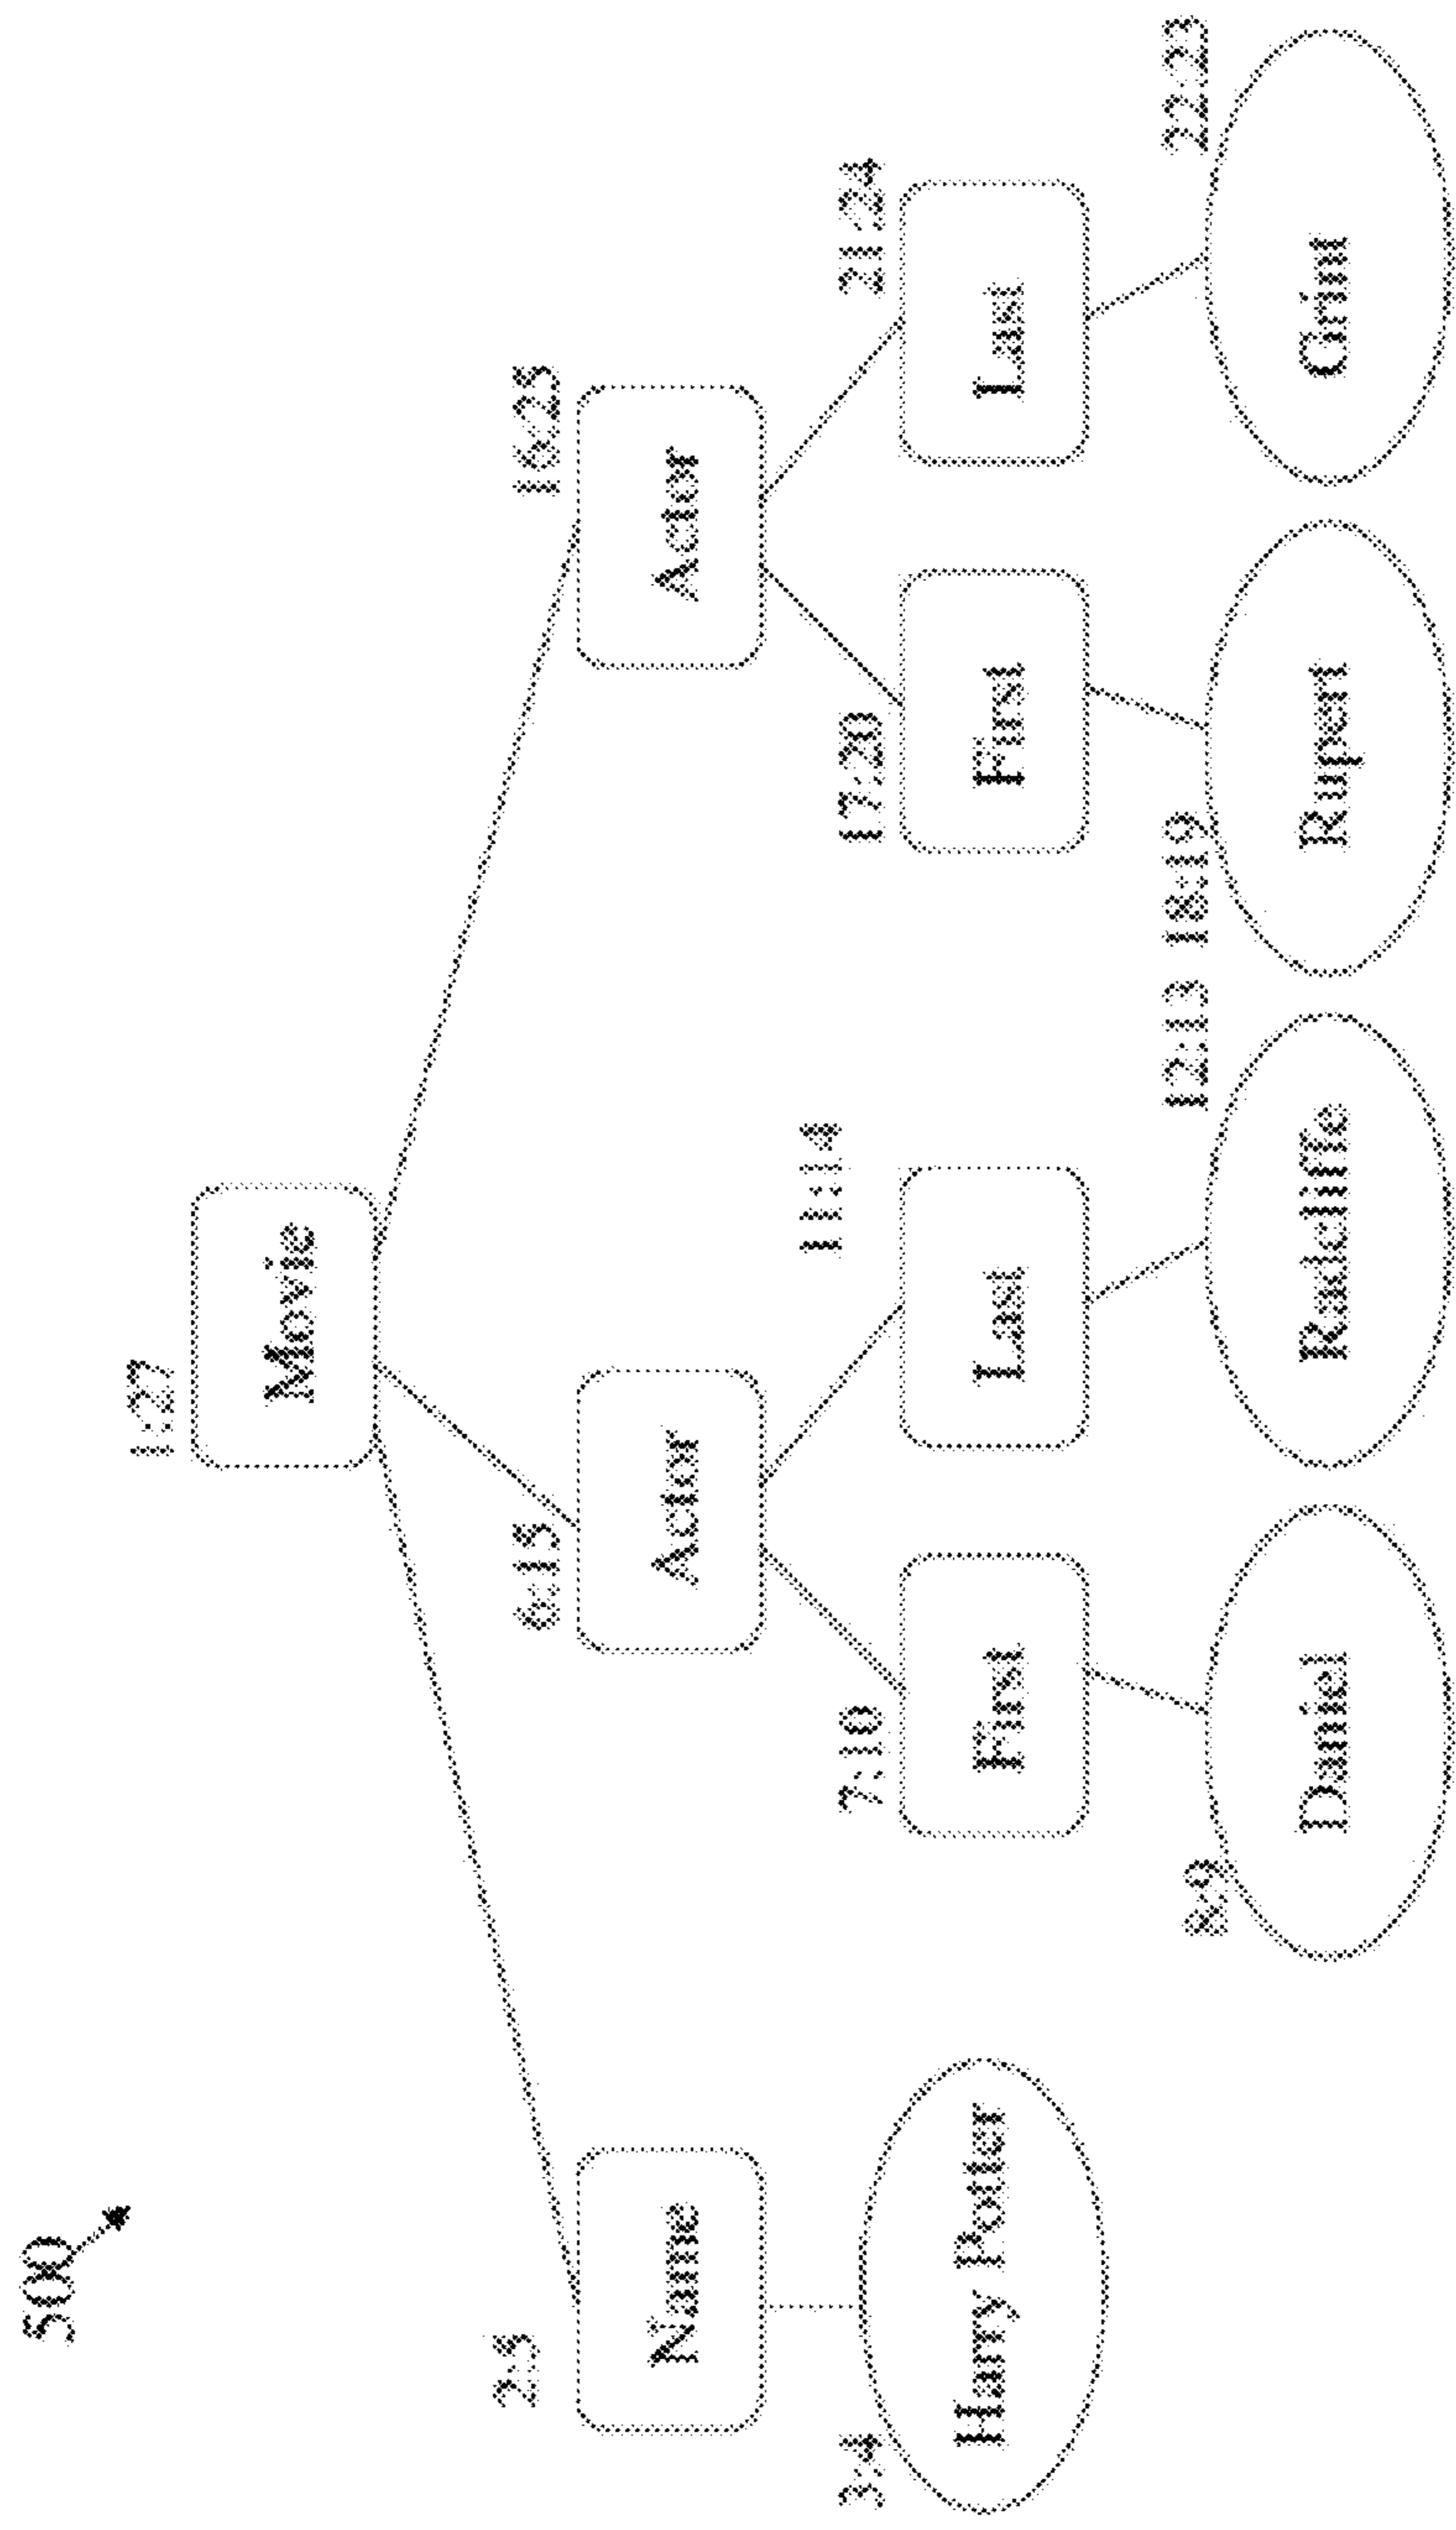 500
1:27
Movie
2:5
6:15
16:25
Name
Actor
Actor
3:4
7:10
11:14
17:20
21:24
Harry Potter
First
Last
First
Last
8:9
12:13
18:19
22:23
Daniel
Radcliffe
Rupert
Grint